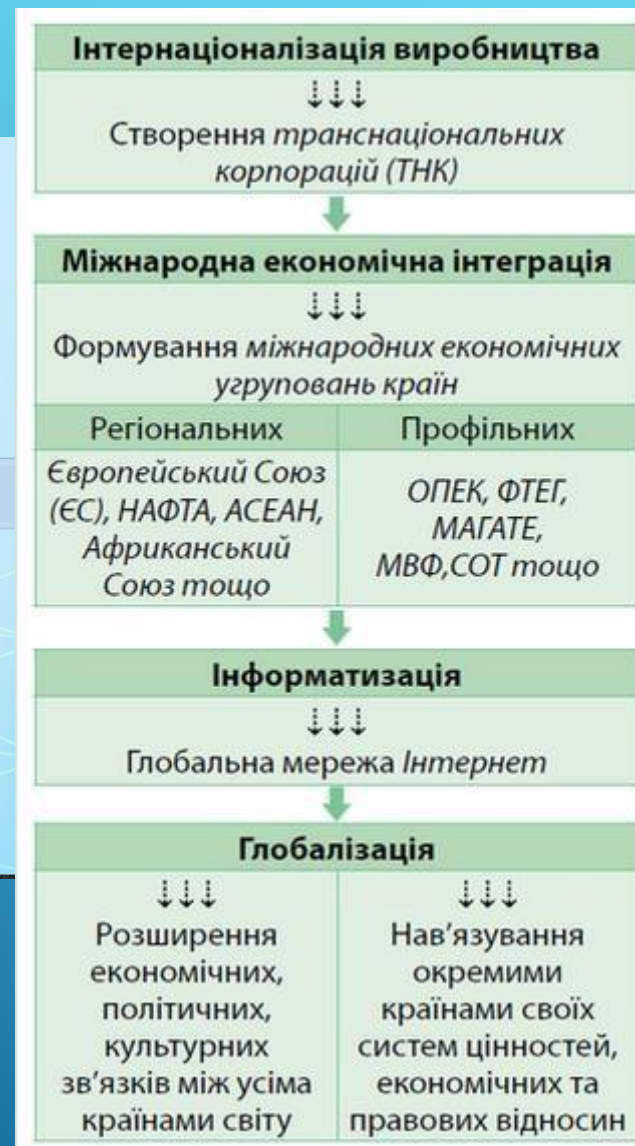 Інтернаціоналізація виробництва
⇣⇣⇣
Створення транснаціональних
корпорацій (ТНК)
Міжнародна економічна інтеграція
⇣⇣⇣
Формування міжнародних економічних
угруповань країн
Регіональних
Європейський Союз
(ЄС), НАФТА, АСЕАН,
Африканський
Союз тощо
Профільних
ОПЕК, ФТЕГ,
МАГАТЕ,
МВФ,СОТ тощо
Інформатизація
⇣⇣⇣
Глобальна мережа Інтернет
Глобалізація
⇣⇣⇣
Розширення
економічних,
політичних,
культурних
зв’язків між усіма
країнами світу
⇣⇣⇣
Нав’язування
окремими
країнами своїх
систем цінностей,
економічних та
правових відносин